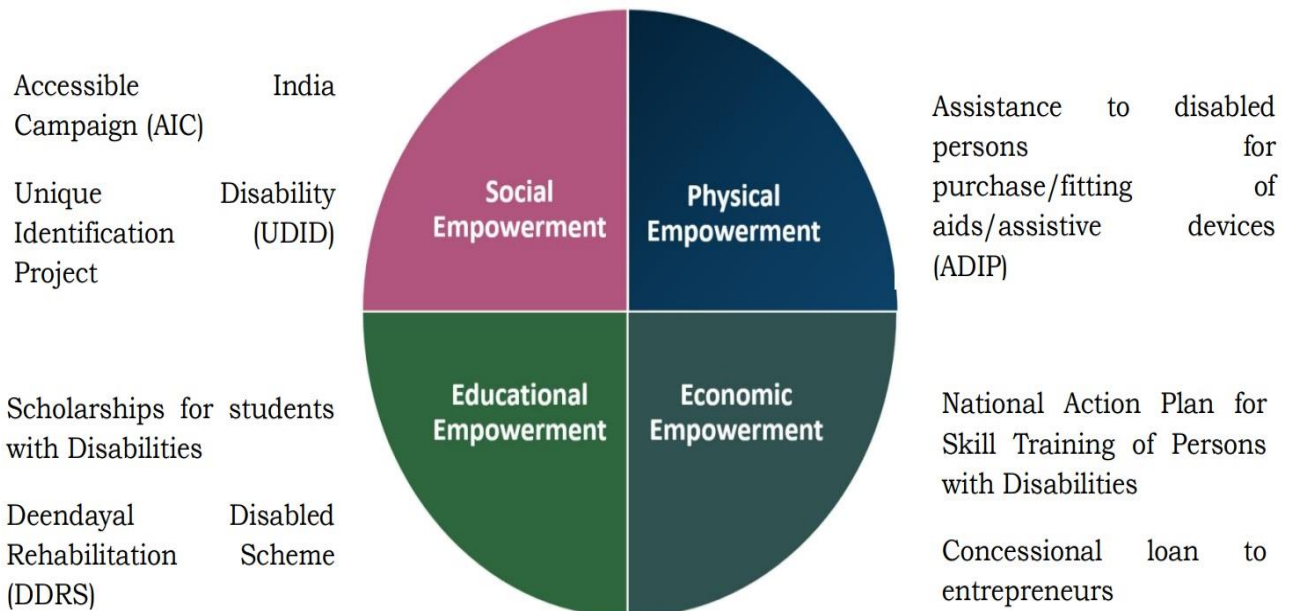 Accessible India
Campaign (AIC)
Unique Disability
Identification (UDID)
Project
Social
Empowerment
Physical
Empowerment
Assistance to disabled
persons for
purchase/fitting of
aids/assistive devices
(ADIP)
Scholarships for students
with Disabilities
Deendayal Disabled
Rehabilitation Scheme
(DDRS)
Educational
Empowerment
Economic
Empowerment
National Action Plan for
Skill Training of Persons
with Disabilities
Concessional loan to
entrepreneurs